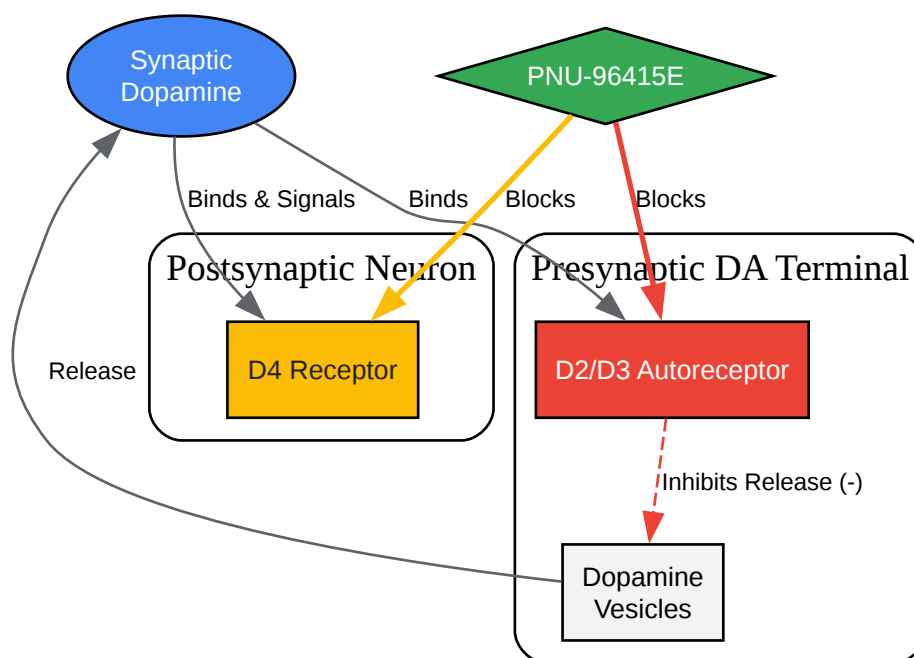 Synaptic
Dopamine
PNU-96415E
Binds & Signals
Binds
Blocks
Blocks
Postsynaptic Neuron
Presynaptic DA Terminal
D4 Receptor
D2/D3 Autoreceptor
Release
Inhibits Release (-)
Dopamine
Vesicles